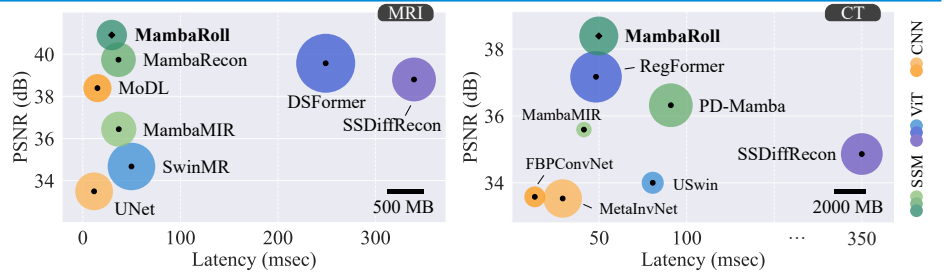 MRI
PSNR (dB)
40
38
36
34
MambaRoll
MambaRecon
MoDL
DSFormer
SSDiffRecon
MambaMIR
SwinMR
UNet
500 MB
0 100 200 300
Latency (msec)
CT
PSNR (dB)
38
36
34
MambaRoll
RegFormer
PD-Mamba
MambaMIR
SSDiffRecon
FBPConvNet
USwin
MetaInvNet
2000 MB
50 100 ... 350
Latency (msec)
CNN
ViT
SSM